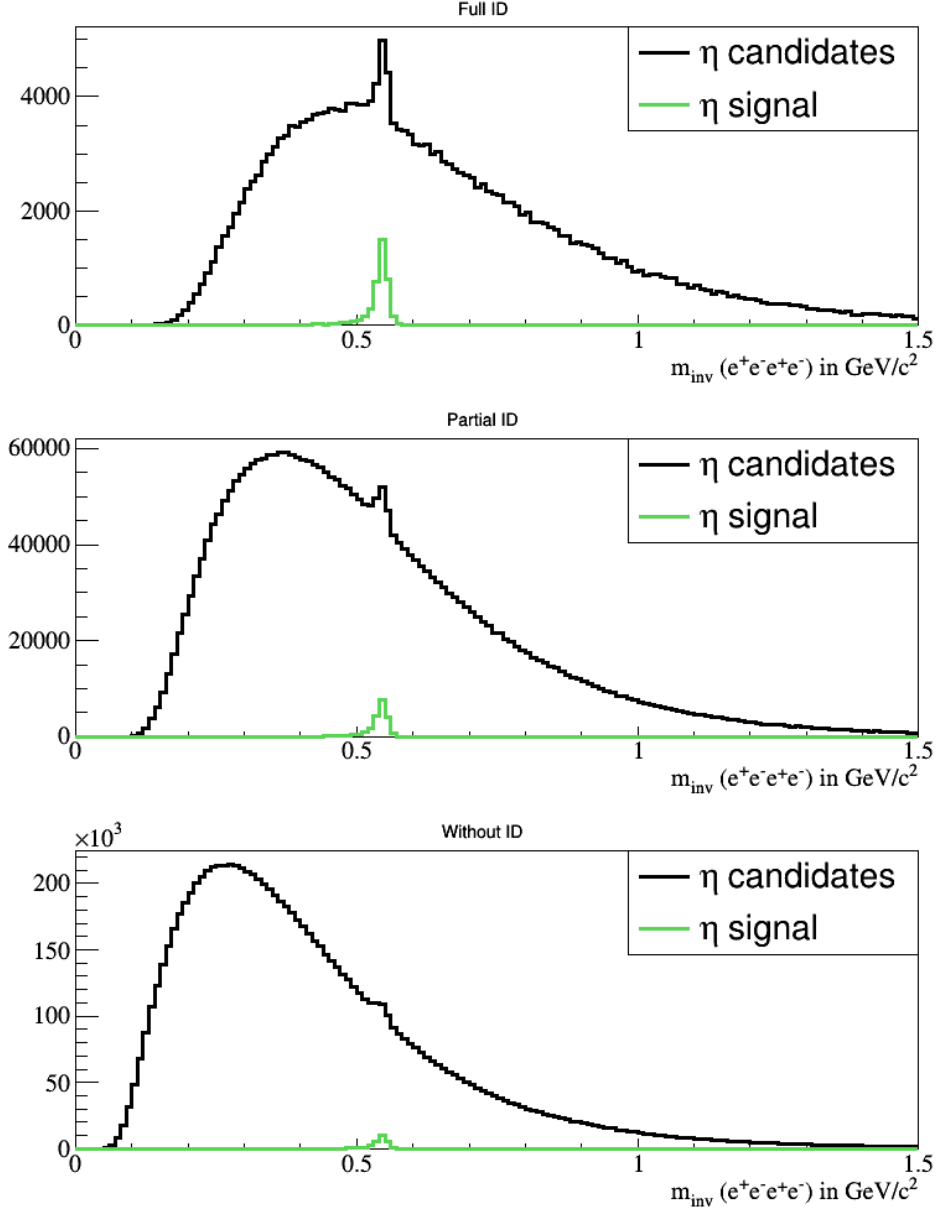 Full ID
η candidates
η signal
4000
2000
0
0 0.5 1 1.5
m_inv (e⁺e⁻e⁺e⁻) in GeV/c²
Partial ID
η candidates
η signal
60000
40000
20000
0
0 0.5 1 1.5
m_inv (e⁺e⁻e⁺e⁻) in GeV/c²
Without ID
×10³
η candidates
η signal
200
150
100
50
0
0 0.5 1 1.5
m_inv (e⁺e⁻e⁺e⁻) in GeV/c²